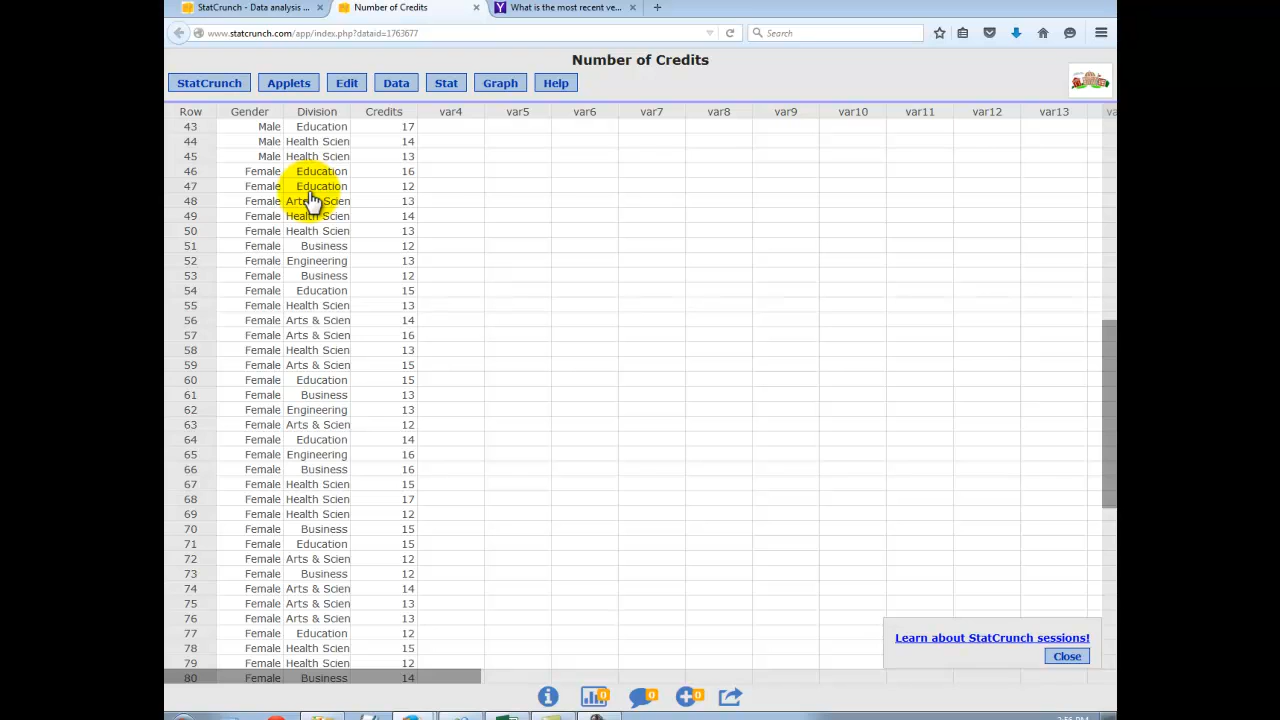 StatCrunch - Data analysis ... × Number of Credits × What is the most recent ve... × +
www.statcrunch.com/app/index.php?dataid=1763677 Search
Number of Credits
StatCrunch Applets Edit Data Stat Graph Help
Row Gender Division Credits var4 var5 var6 var7 var8 var9 var10 var11 var12 var13 va
43 Male Education 17
44 Male Health Scien 14
45 Male Health Scien 13
46 Female Education 16
47 Female Education 12
48 Female Arts & Scien 13
49 Female Health Scien 14
50 Female Health Scien 13
51 Female Business 12
52 Female Engineering 13
53 Female Business 12
54 Female Education 15
55 Female Health Scien 13
56 Female Arts & Scien 14
57 Female Arts & Scien 16
58 Female Health Scien 13
59 Female Arts & Scien 15
60 Female Education 15
61 Female Business 13
62 Female Engineering 13
63 Female Arts & Scien 12
64 Female Education 14
65 Female Engineering 16
66 Female Business 16
67 Female Health Scien 15
68 Female Health Scien 17
69 Female Health Scien 12
70 Female Business 15
71 Female Education 15
72 Female Arts & Scien 12
73 Female Business 12
74 Female Arts & Scien 14
75 Female Arts & Scien 13
76 Female Arts & Scien 13
77 Female Education 12
78 Female Health Scien 15
79 Female Health Scien 12
80 Female Business 14
Learn about StatCrunch sessions!
Close
0 0 0